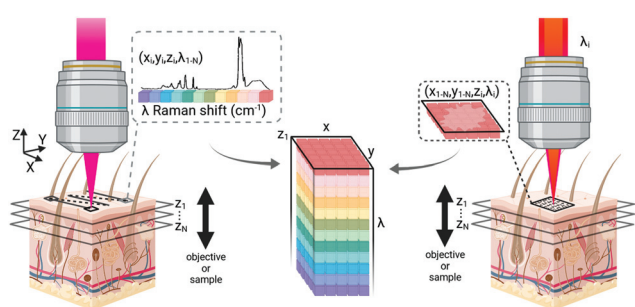 λᵢ
(xᵢ,yᵢ,zᵢ,λ₁₋N)
λ Raman shift (cm⁻¹)
(x₁₋N,y₁₋N,zᵢ,λᵢ)
Z
Y
X
z₁
x
y
λ
z₁
zN
objective
or
sample
z₁
zN
objective
or
sample